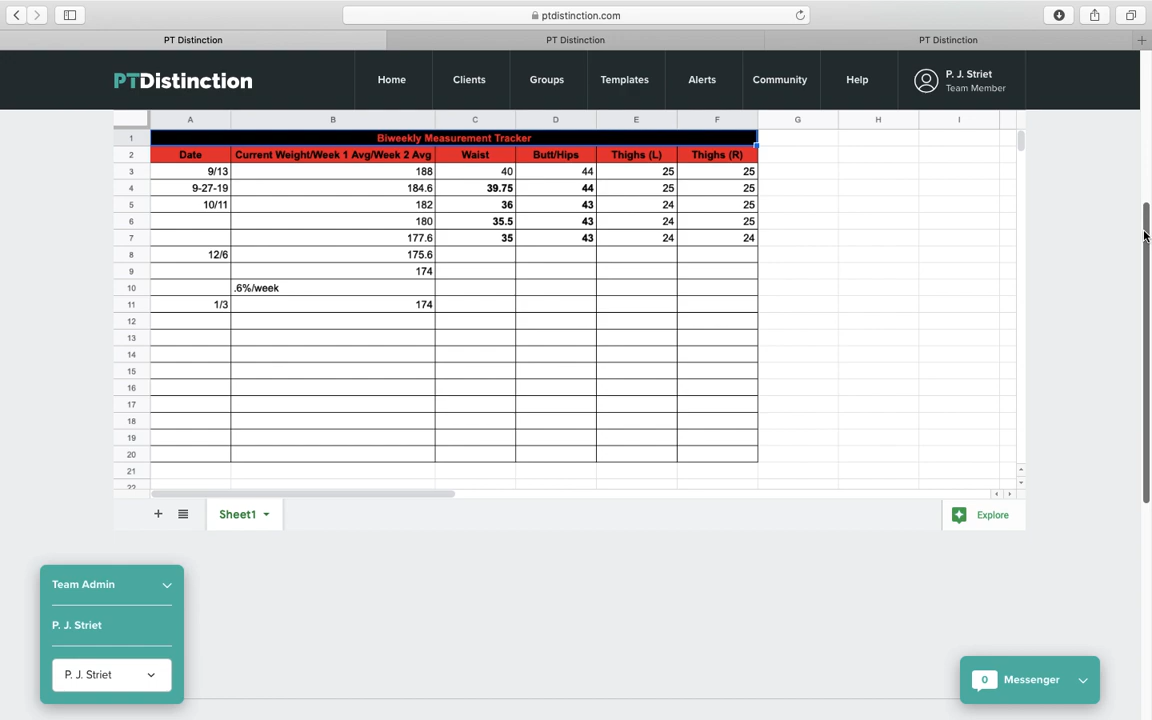 ptdistinction.com
PT Distinction PT Distinction PT Distinction
PTDistinction Home Clients Groups Templates Alerts Community Help P. J. Striet
Team Member
A B C D E F G H I
1 Biweekly Measurement Tracker
2 Date Current Weight/Week 1 Avg/Week 2 Avg Waist Butt/Hips Thighs (L) Thighs (R)
3 9/13 188 40 44 25 25
4 9-27-19 184.6 39.75 44 25 25
5 10/11 182 36 43 24 25
6 180 35.5 43 24 25
7 177.6 35 43 24 24
8 12/6 175.6
9 174
10 .6%/week
11 1/3 174
12
13
14
15
16
17
18
19
20
21
22
+ Sheet1 Explore
Team Admin
P. J. Striet
P. J. Striet
0 Messenger